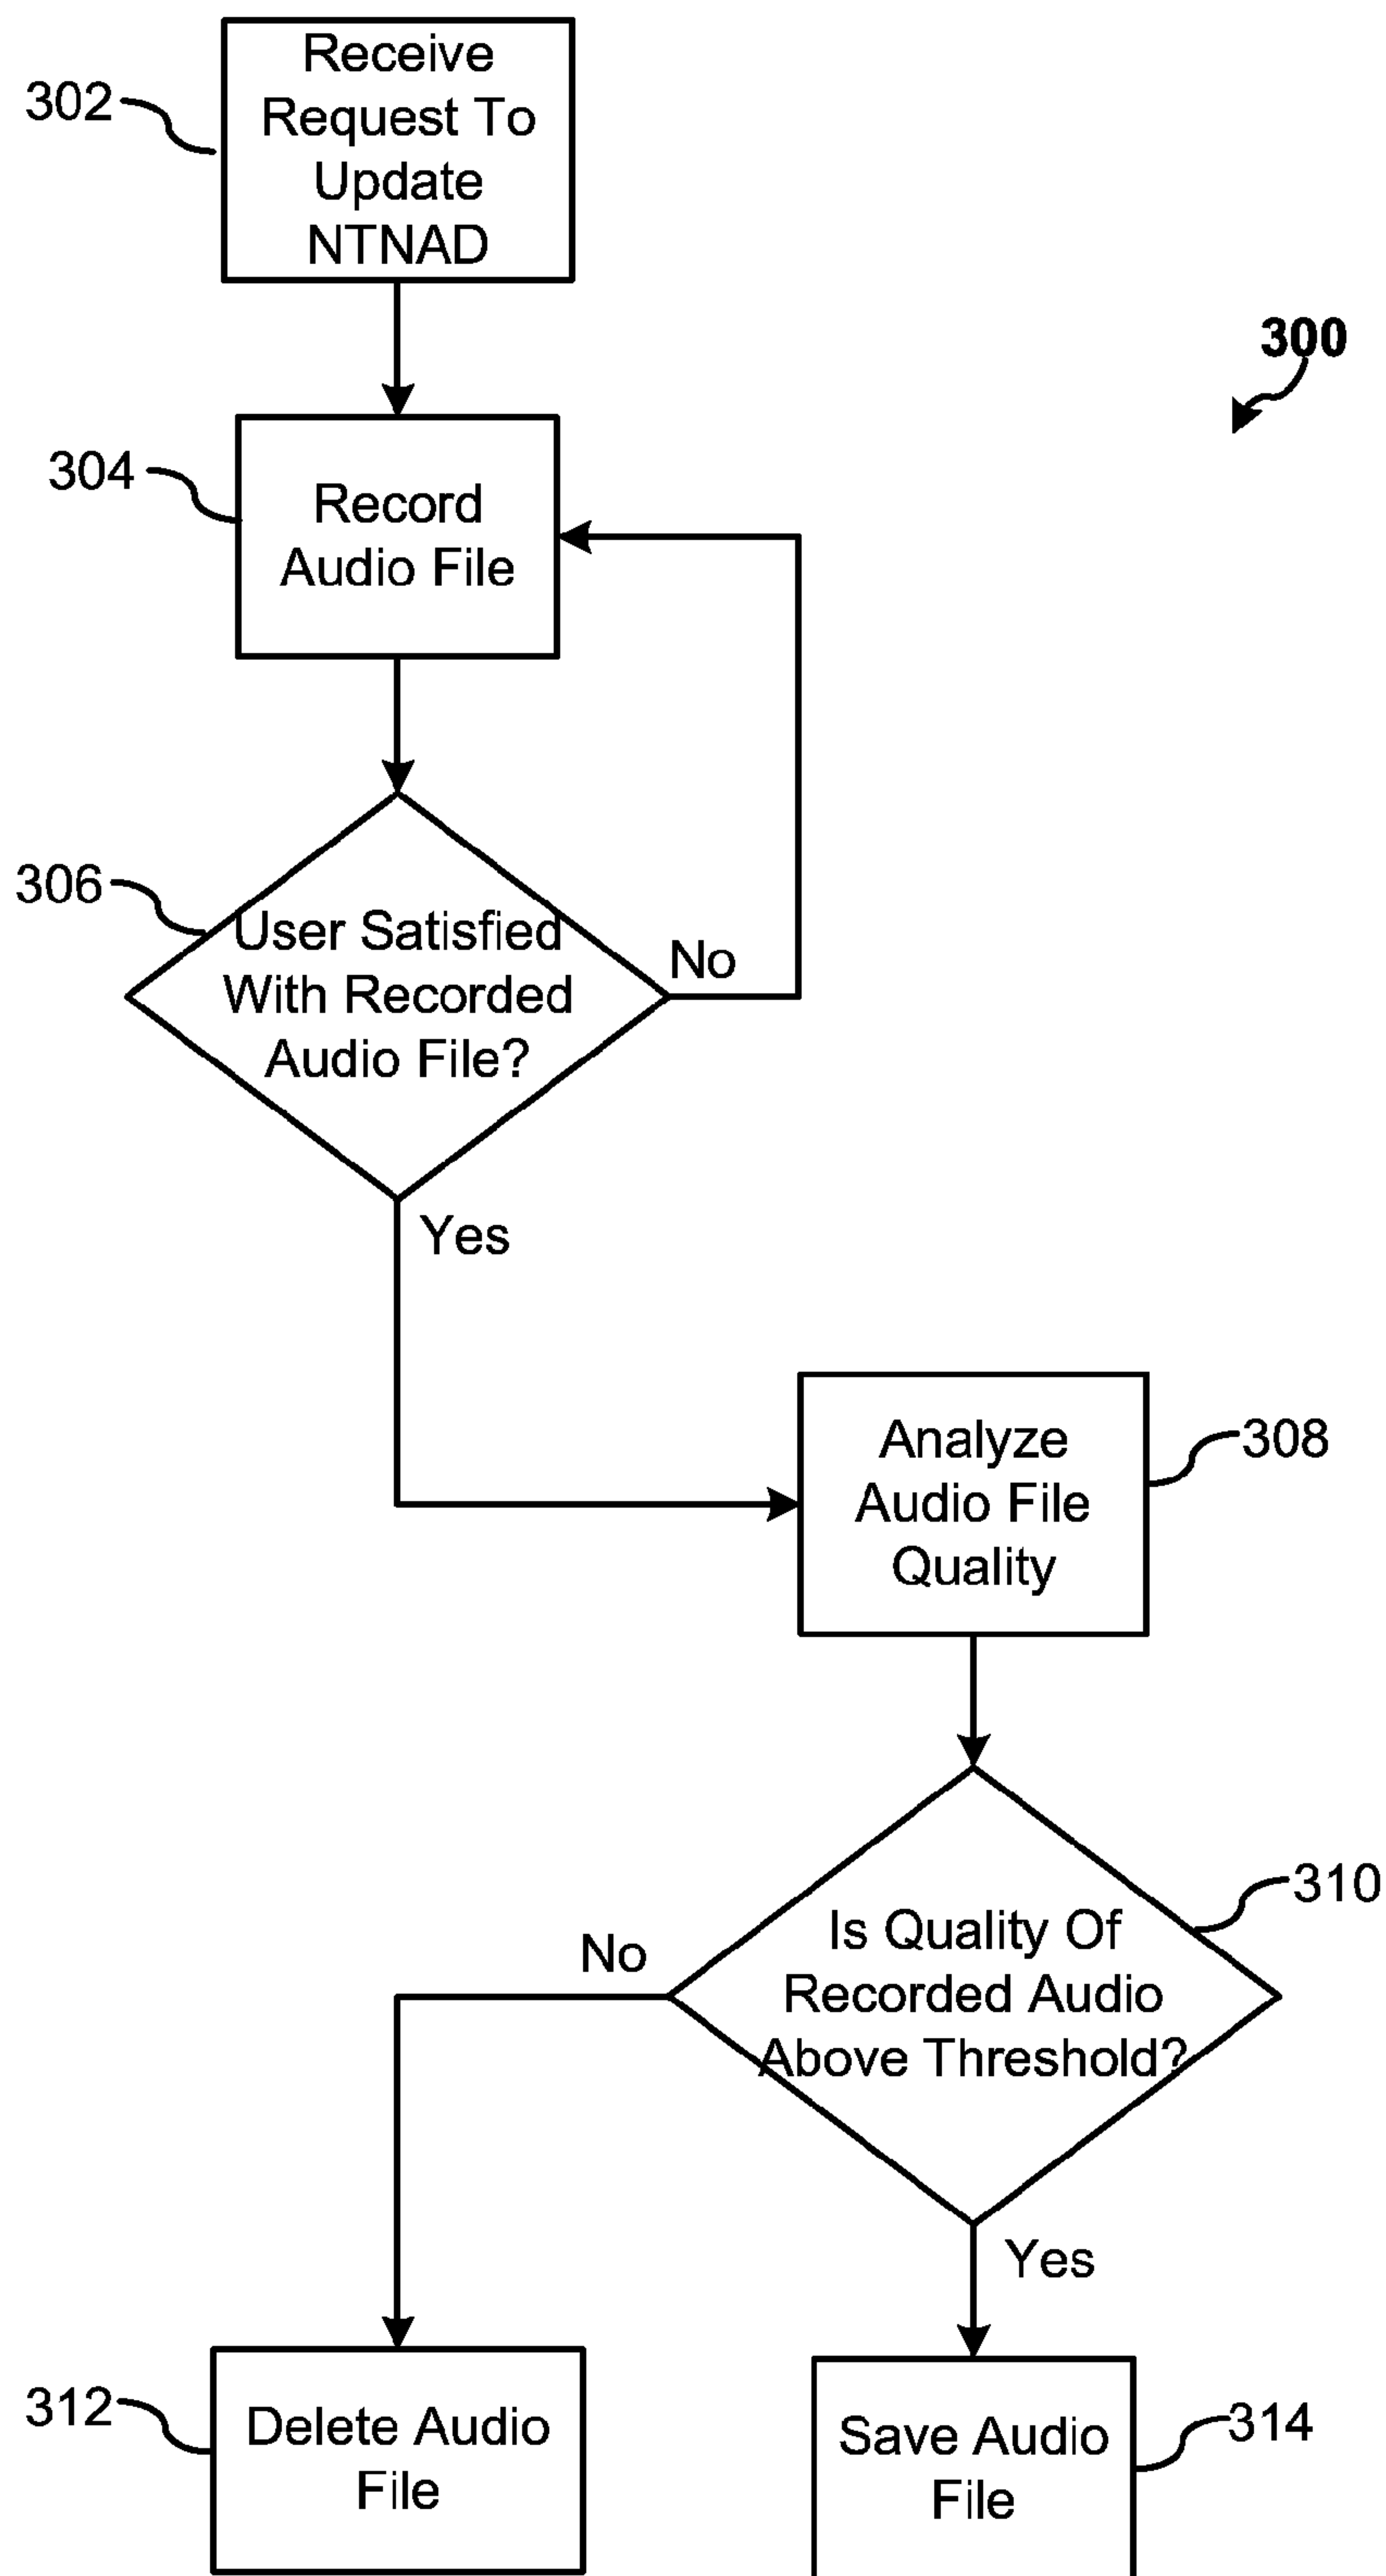 302
Receive
Request To
Update
NTNAD
300
304
Record
Audio File
306
User Satisfied
With Recorded
Audio File?
No
Yes
Analyze
Audio File
Quality
308
310
Is Quality Of
Recorded Audio
Above Threshold?
No
Yes
312
Delete Audio
File
Save Audio
File
314